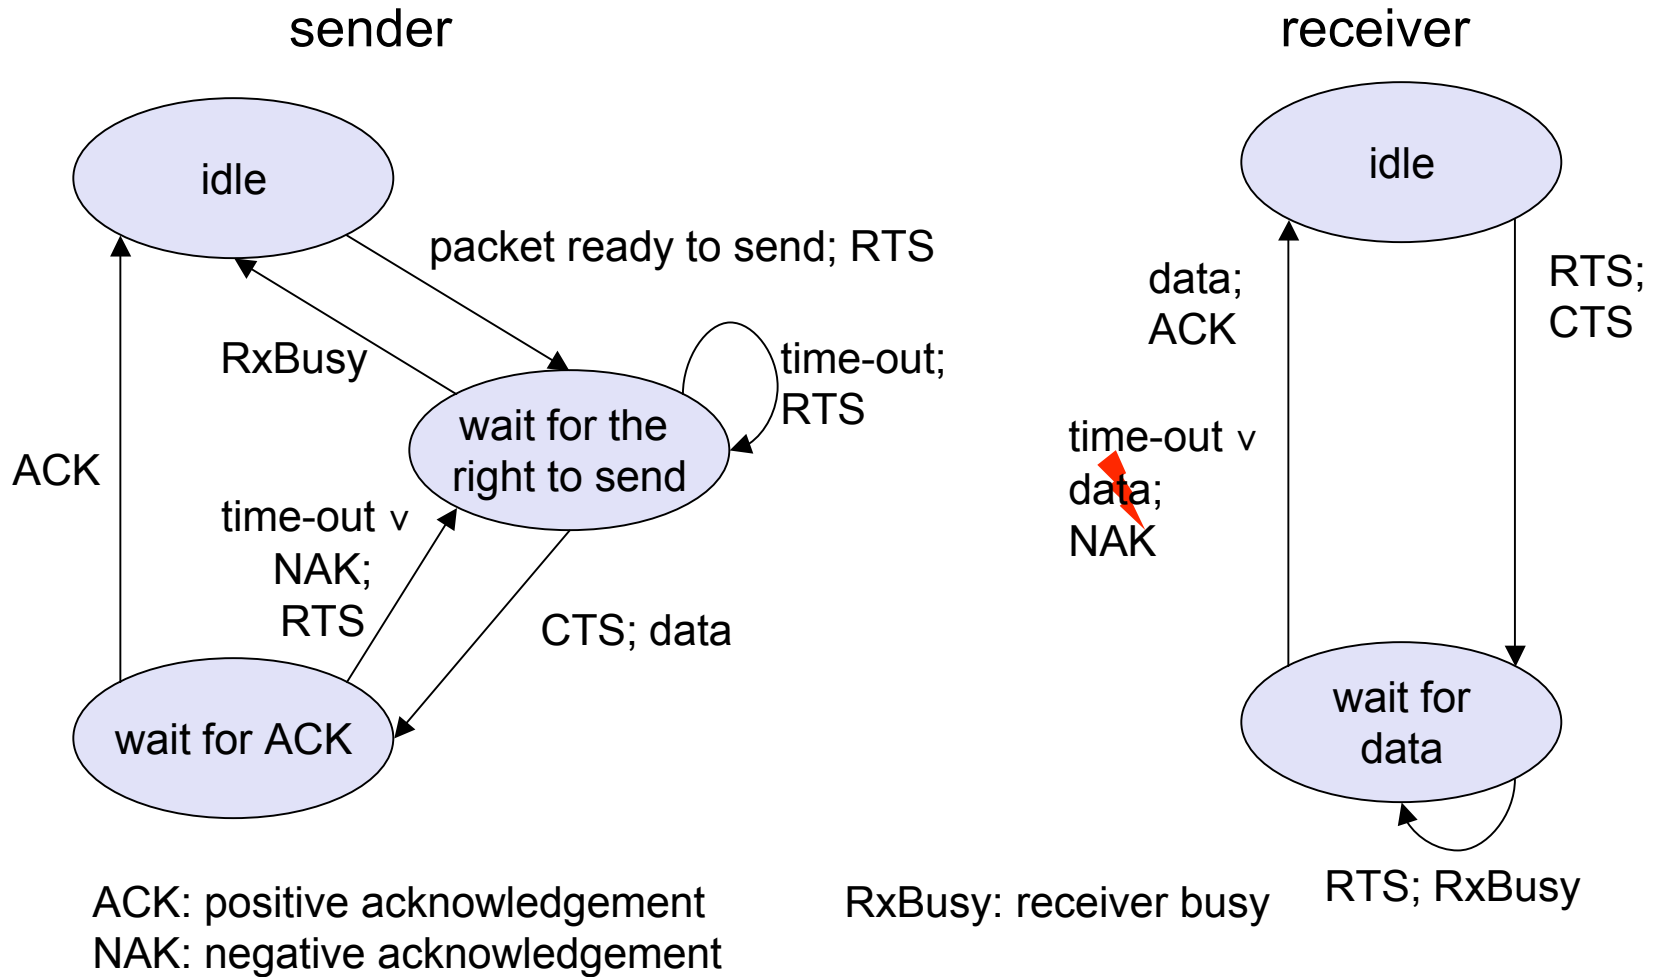 sender
receiver
idle
idle
packet ready to send; RTS
data;
ACK
RTS;
CTS
RxBusy
time-out;
RTS
wait for the
right to send
ACK
time-out ∨
NAK;
RTS
time-out ∨
data;
NAK
CTS; data
wait for ACK
wait for
data
RTS; RxBusy
ACK: positive acknowledgement
NAK: negative acknowledgement
RxBusy: receiver busy